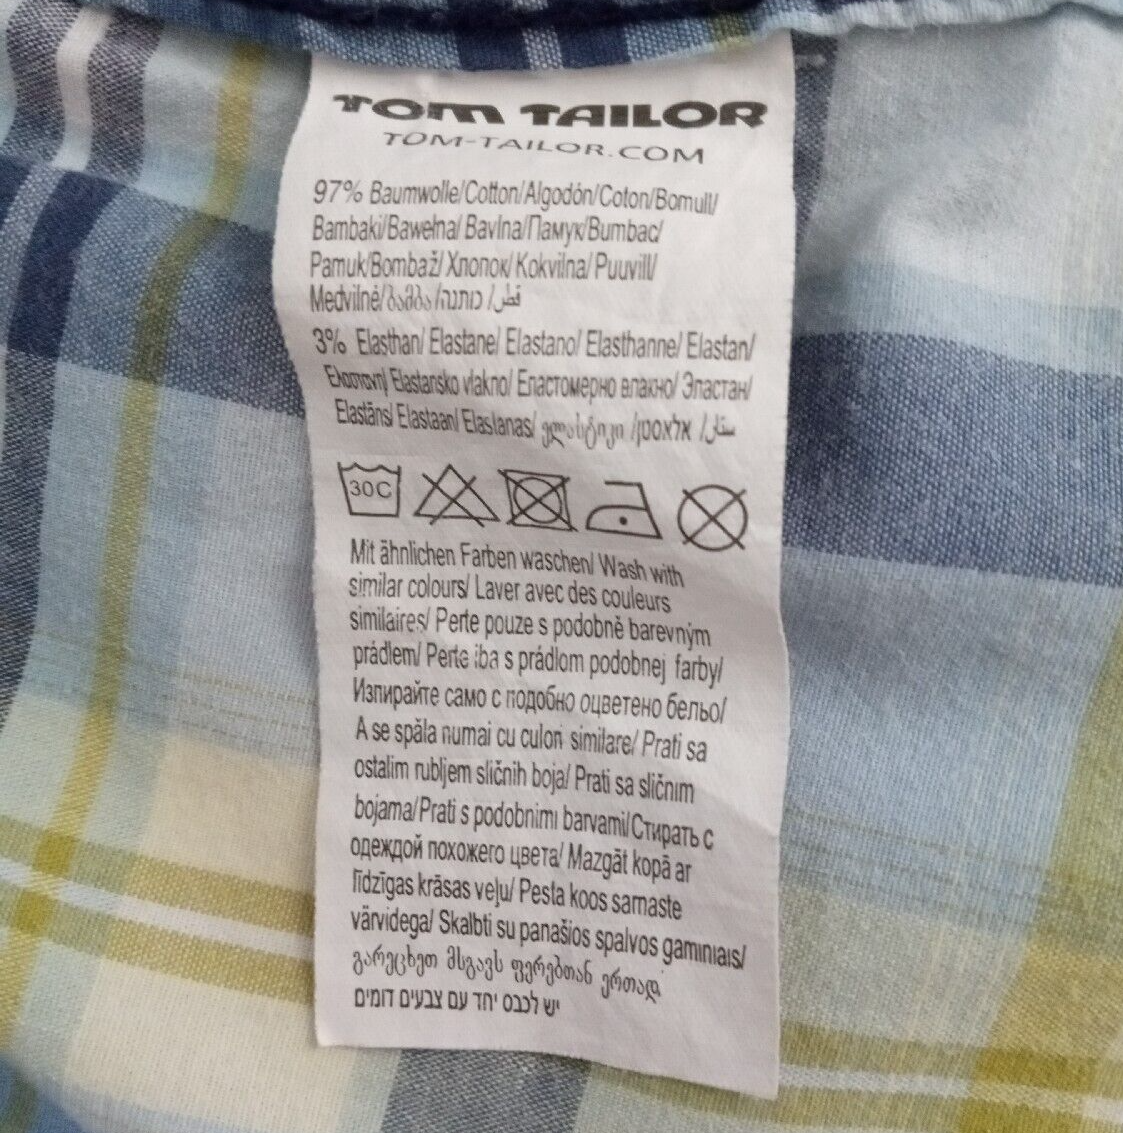 TOM TAILOR
TOM-TAILOR.COM
97% Baumwolle/Cotton/Algodón/Coton/Bomull/
Bambaki/Bawełna/ Bavlna/Памук/Bumbac/
Pamuk/Bombaž/ Хлопок/ Kokvilna/ Puuvill/
Medvilnė/ბამბა/כותנה /قطن
3% Elasthan/ Elastane/ Elastano/ Elasthanne/ Elastan/
Ελαστανη/ Elastansko vlakno/ Еластомерно влакно/ Эластан/
Elastāns/ Elastaan/ Elaslanas/ ელასტიკი /אלאסטן /
30C
Mit ähnlichen Farben waschen/ Wash with
similar colours/ Laver avec des couleurs
similaires/ Perte pouze s podobně barevným
prádlem/ Perte iba s prádlom podobnej farby/
Изпирайте само с подобно оцветено бельо/
A se spăla numai cu culori similare/ Prati sa
ostalim rubljem sličnih boja/ Prati sa sličnim
bojama/Prati s podobnimi barvami/Стирать с
одеждой похожего цвета/ Mazgāt kopā ar
līdzīgas krāsas veļu/ Pesta koos samaste
värvidega/ Skalbti su panašios spalvos gaminiais/
გარეცხეთ მსგავს ფერებთან ერთად
יש לכבס יחד עם צבעים דומים